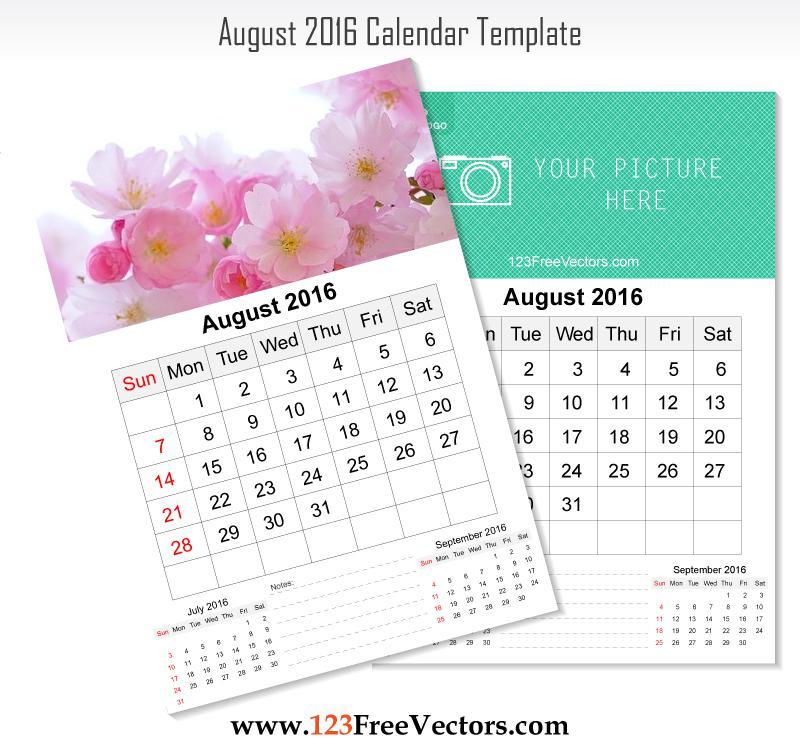 August 2016 Calendar Template
August 2016
Sun Mon Tue Wed Thu Fri Sat
1 2 3 4 5 6
7 8 9 10 11 12 13
14 15 16 17 18 19 20
21 22 23 24 25 26 27
28 29 30 31
July 2016
Sun Mon Tue Wed Thu Fri Sat
1 2
3 4 5 6 7 8 9
10 11 12 13 14 15 16
17 18 19 20 21 22 23
24 25 26 27 28 29 30
31
Notes:
September 2016
Sun Mon Tue Wed Thu Fri Sat
1 2 3
4 5 6 7 8 9 10
11 12 13 14 15 16 17
18 19 20 21 22 23 24
25 26 27 28 29 30
OGO
YOUR PICTURE
HERE
123FreeVectors.com
August 2016
n Tue Wed Thu Fri Sat
2 3 4 5 6
9 10 11 12 13
16 17 18 19 20
23 24 25 26 27
31
30
September 2016
Sun Mon Tue Wed Thu Fri Sat
1 2 3
4 5 6 7 8 9 10
11 12 13 14 15 16 17
18 19 20 21 22 23 24
25 26 27 28 29 30
www.123FreeVectors.com